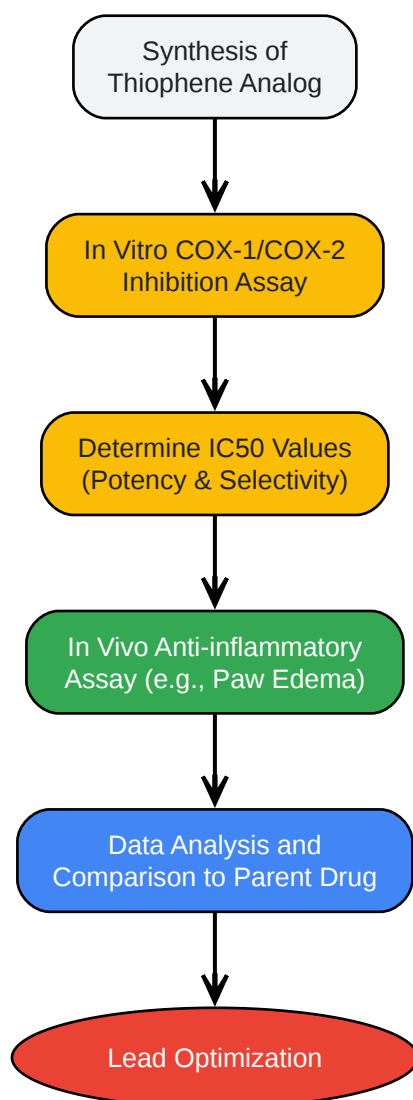 Synthesis of
Thiophene Analog
In Vitro COX-1/COX-2
Inhibition Assay
Determine IC50 Values
(Potency & Selectivity)
In Vivo Anti-inflammatory
Assay (e.g., Paw Edema)
Data Analysis and
Comparison to Parent Drug
Lead Optimization